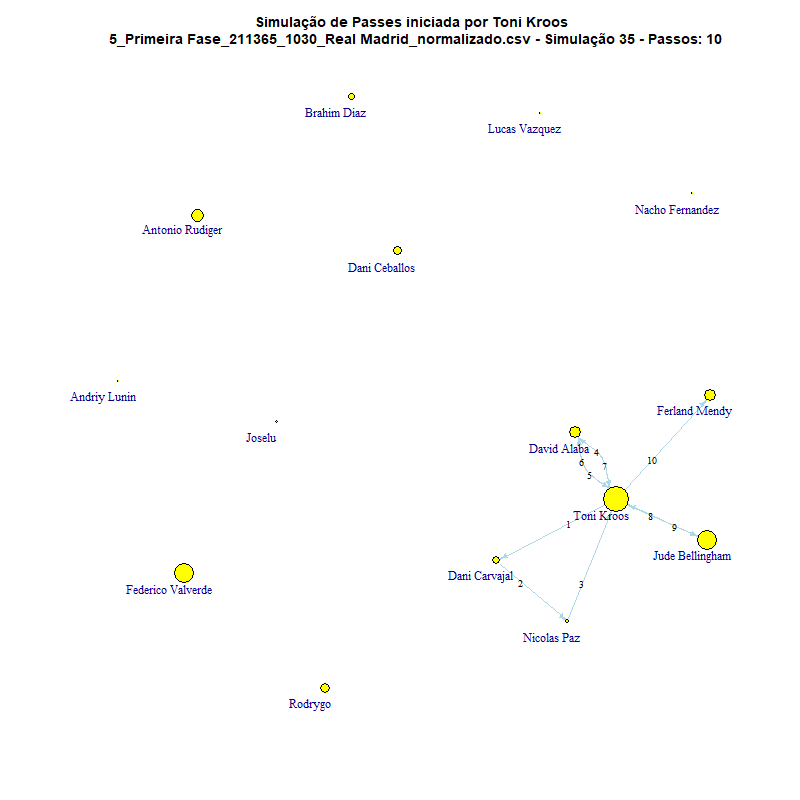 Simulação de Passes iniciada por Toni Kroos
5_Primeira Fase_211365_1030_Real Madrid_normalizado.csv - Simulação 35 - Passos: 10
Brahim Diaz
Lucas Vazquez
Nacho Fernandez
Antonio Rudiger
Dani Ceballos
Andriy Lunin
Ferland Mendy
Joselu
David Alaba
4
10
6
7
5
Toni Kroos
8
1
9
Jude Bellingham
Dani Carvajal
2
3
Federico Valverde
Nicolas Paz
Rodrygo